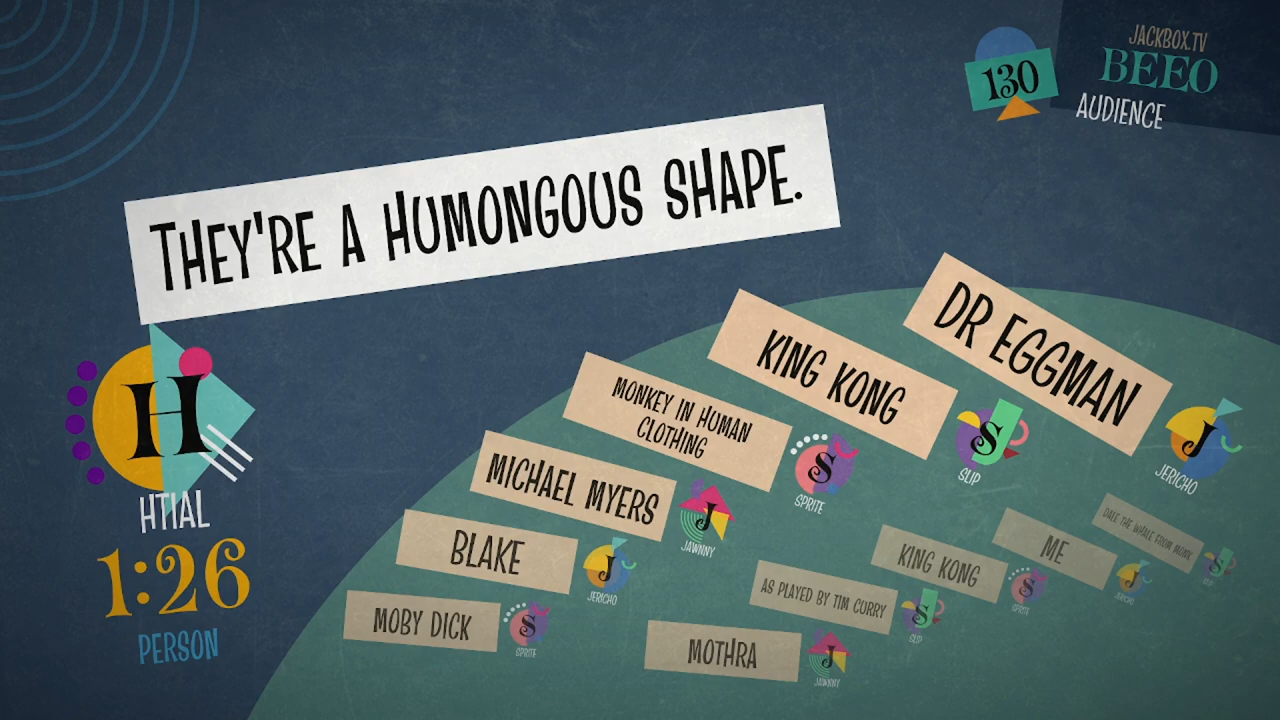 JACKBOX.TV
BEEO
130
AUDIENCE
THEY'RE A HUMONGOUS SHAPE.
H
HTIAL
1:26
PERSON
DR EGGMAN
J
JERICHO
KING KONG
S
SLIP
MONKEY IN HUMAN
CLOTHING
S
SPRITE
MICHAEL MYERS
J
JAWNNY
BLAKE
J
JERICHO
MOBY DICK
S
SPRITE
DALE THE WHALE FROM MONK
S
SLIP
ME
J
JERICHO
KING KONG
S
SPRITE
AS PLAYED BY TIM CURRY
S
SLIP
MOTHRA
J
JAWNNY